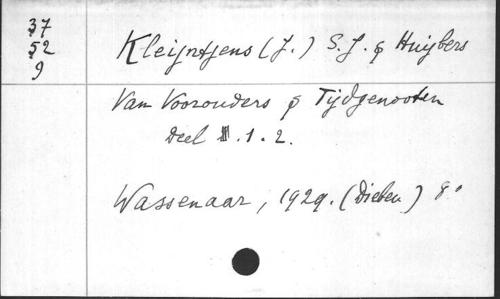 37
52
9
Kleijntjens (J.) S.J. & Huijbers
Van Voorouders & Tijdgenooten
Deel II.1.2.
Wassenaar, 1929. (Dieben) 8°